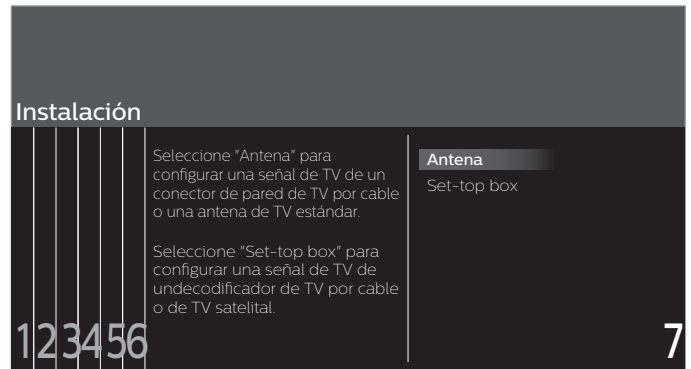 Instalación
Seleccione "Antena" para
configurar una señal de TV de un
conector de pared de TV por cable
o una antena de TV estándar.
Seleccione "Set-top box" para
configurar una señal de TV de
undecodificador de TV por cable
o de TV satelital.
Antena
Set-top box
123456
7